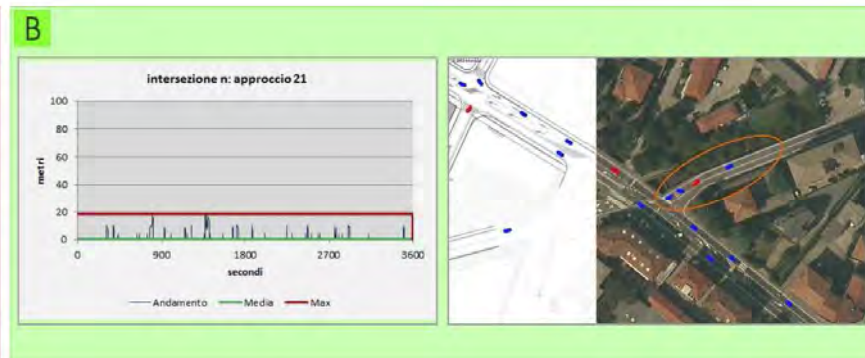 B
intersezione n: approccio 21
metri
100
80
60
40
20
0
0 900 1800 2700 3600
secondi
Andamento Media Max